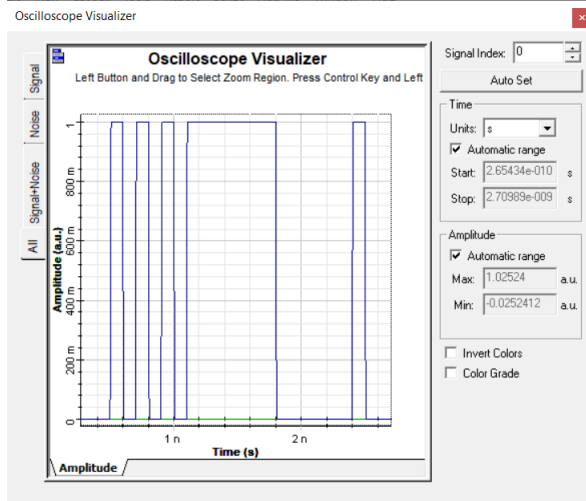 Oscilloscope Visualizer
Signal
Noise
Signal+Noise
All
Oscilloscope Visualizer
Left Button and Drag to Select Zoom Region. Press Control Key and Left
Amplitude (a.u.)
1
800 m
600 m
400 m
200 m
0
1 n
2 n
Time (s)
Amplitude
Signal Index: 0
Auto Set
Time
Units: s
Automatic range
Start: 2.65434e-010 s
Stop: 2.70989e-009 s
Amplitude
Automatic range
Max: 1.02524 a.u.
Min: -0.0252412 a.u.
Invert Colors
Color Grade